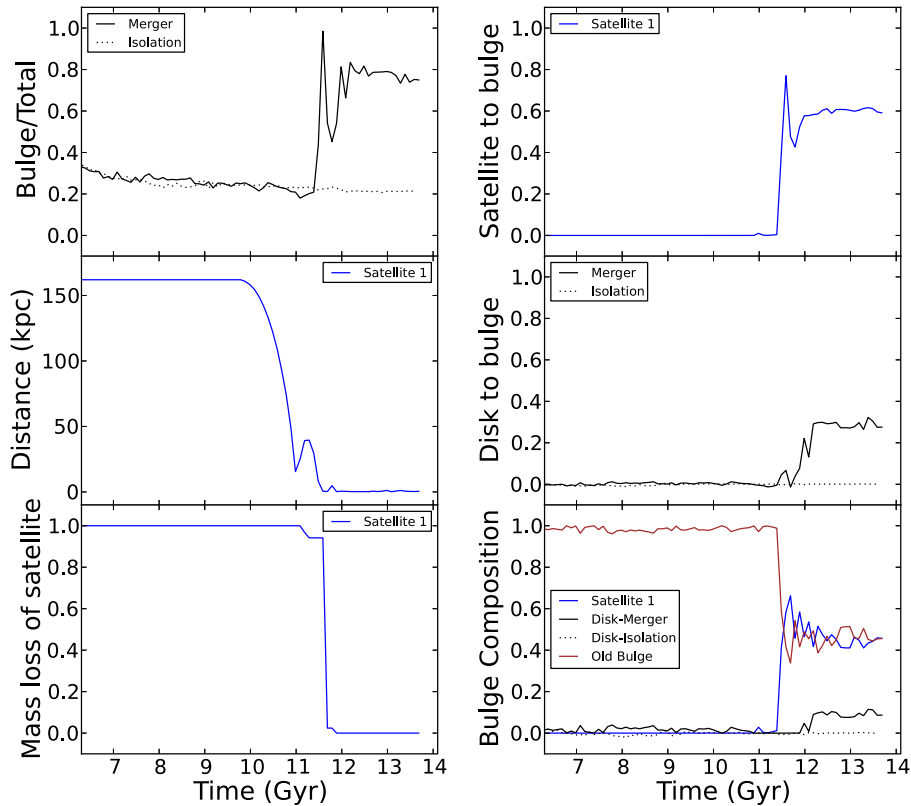 Bulge/Total
1.0
0.8
0.6
0.4
0.2
0.0
Merger
Isolation
Satellite to bulge
1.0
0.8
0.6
0.4
0.2
0.0
Satellite 1
Distance (kpc)
150
100
50
0
Satellite 1
Disk to bulge
1.0
0.8
0.6
0.4
0.2
0.0
Merger
Isolation
Mass loss of satellite
1.0
0.8
0.6
0.4
0.2
0.0
Satellite 1
7 8 9 10 11 12 13 14
Time (Gyr)
Bulge Composition
1.0
0.8
0.6
0.4
0.2
0.0
Satellite 1
Disk-Merger
Disk-Isolation
Old Bulge
7 8 9 10 11 12 13 14
Time (Gyr)